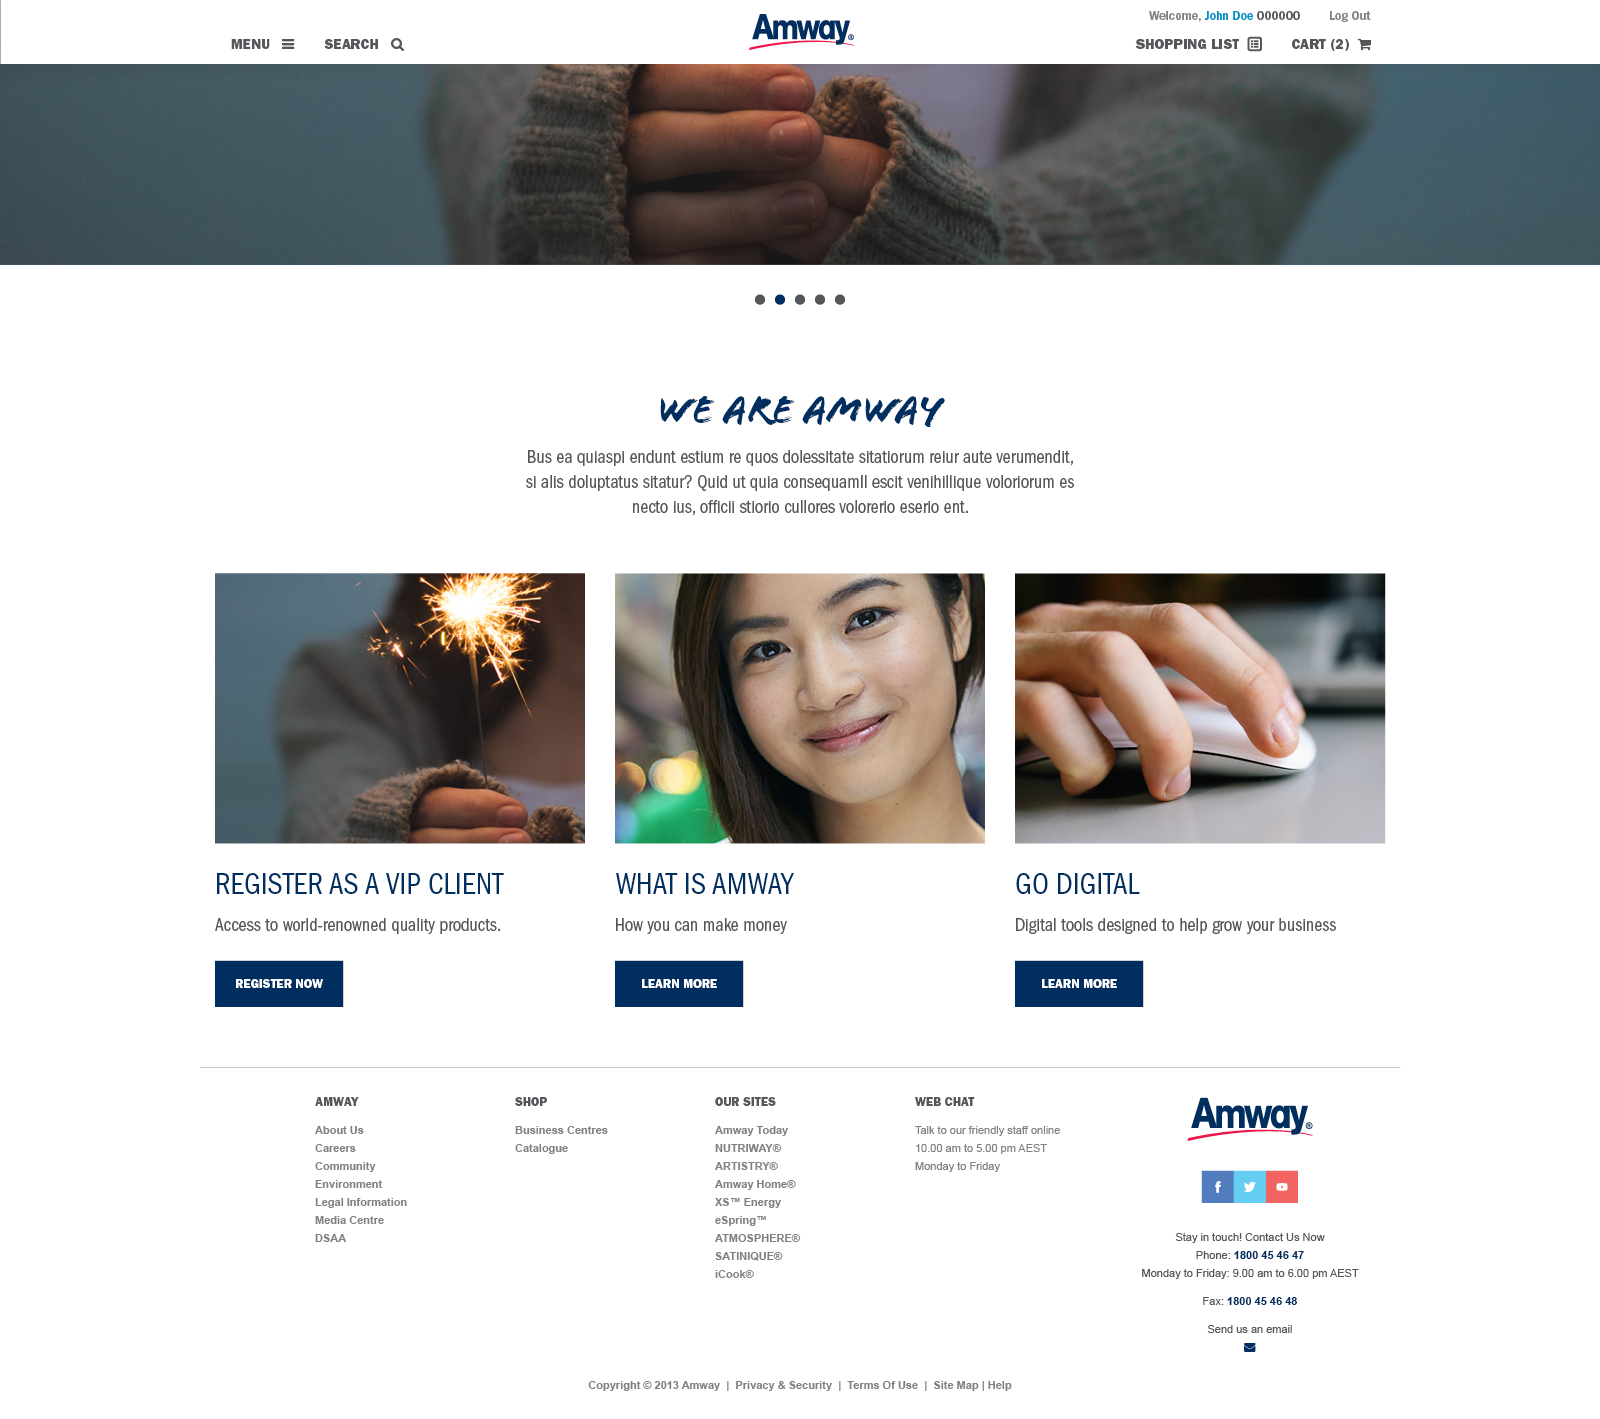 Welcome, John Doe 000000 Log Out
MENU SEARCH Amway® SHOPPING LIST CART (2)
WE ARE AMWAY
Bus ea quiaspi endunt estium re quos dolessitate sitatiorum reiur aute verumendit,
si alis doluptatus sitatur? Quid ut quia consequamll escit venihillique voloriorum es
necto ius, officii stiorio cullores volorerio eserio ent.
REGISTER AS A VIP CLIENT
Access to world-renowned quality products.
REGISTER NOW
WHAT IS AMWAY
How you can make money
LEARN MORE
GO DIGITAL
Digital tools designed to help grow your business
LEARN MORE
AMWAY
About Us
Careers
Community
Environment
Legal Information
Media Centre
DSAA
SHOP
Business Centres
Catalogue
OUR SITES
Amway Today
NUTRIWAY®
ARTISTRY®
Amway Home®
XS™ Energy
eSpring™
ATMOSPHERE®
SATINIQUE®
iCook®
WEB CHAT
Talk to our friendly staff online
10.00 am to 5.00 pm AEST
Monday to Friday
Amway®
Stay in touch! Contact Us Now
Phone: 1800 45 46 47
Monday to Friday: 9.00 am to 6.00 pm AEST
Fax: 1800 45 46 48
Send us an email
Copyright © 2013 Amway | Privacy & Security | Terms Of Use | Site Map | Help